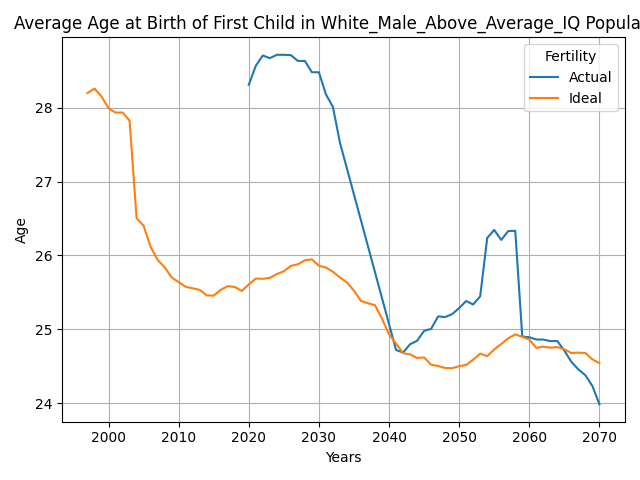 Average Age at Birth of First Child in White_Male_Above_Average_IQ Popula
Fertility
Actual
Ideal
Age
28
27
26
25
24
2000 2010 2020 2030 2040 2050 2060 2070
Years